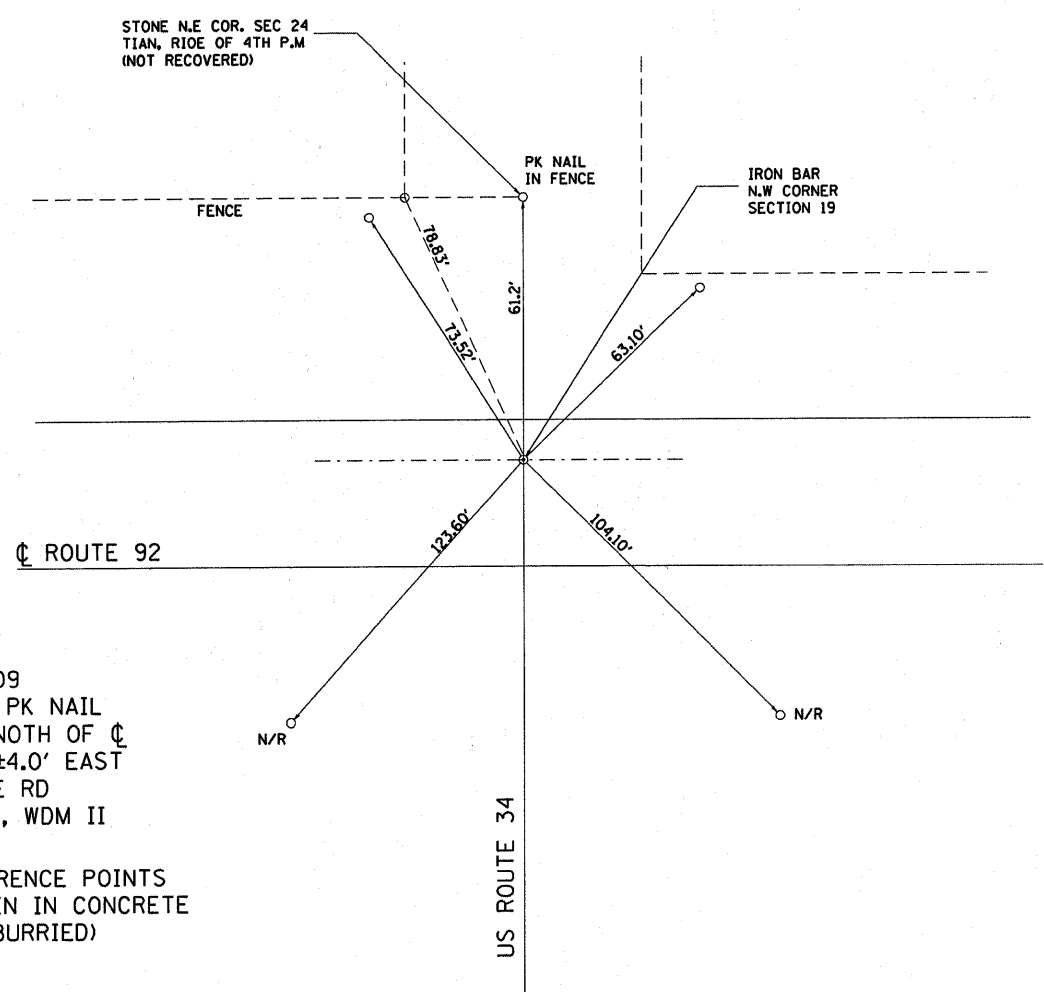 STONE N.E COR. SEC 24
TIAN, RIOE OF 4TH P.M
(NOT RECOVERED)
PK NAIL
IN FENCE
IRON BAR
N.W CORNER
SECTION 19
FENCE
78.83'
61.2'
73.52'
63.10'
123.60'
104.10'
℄ ROUTE 92
N/R
N/R
US ROUTE 34
09
PK NAIL
NOTH OF ℄
±4.0' EAST
E RD
, WDM II
RENCE POINTS
EN IN CONCRETE
BURRIED)